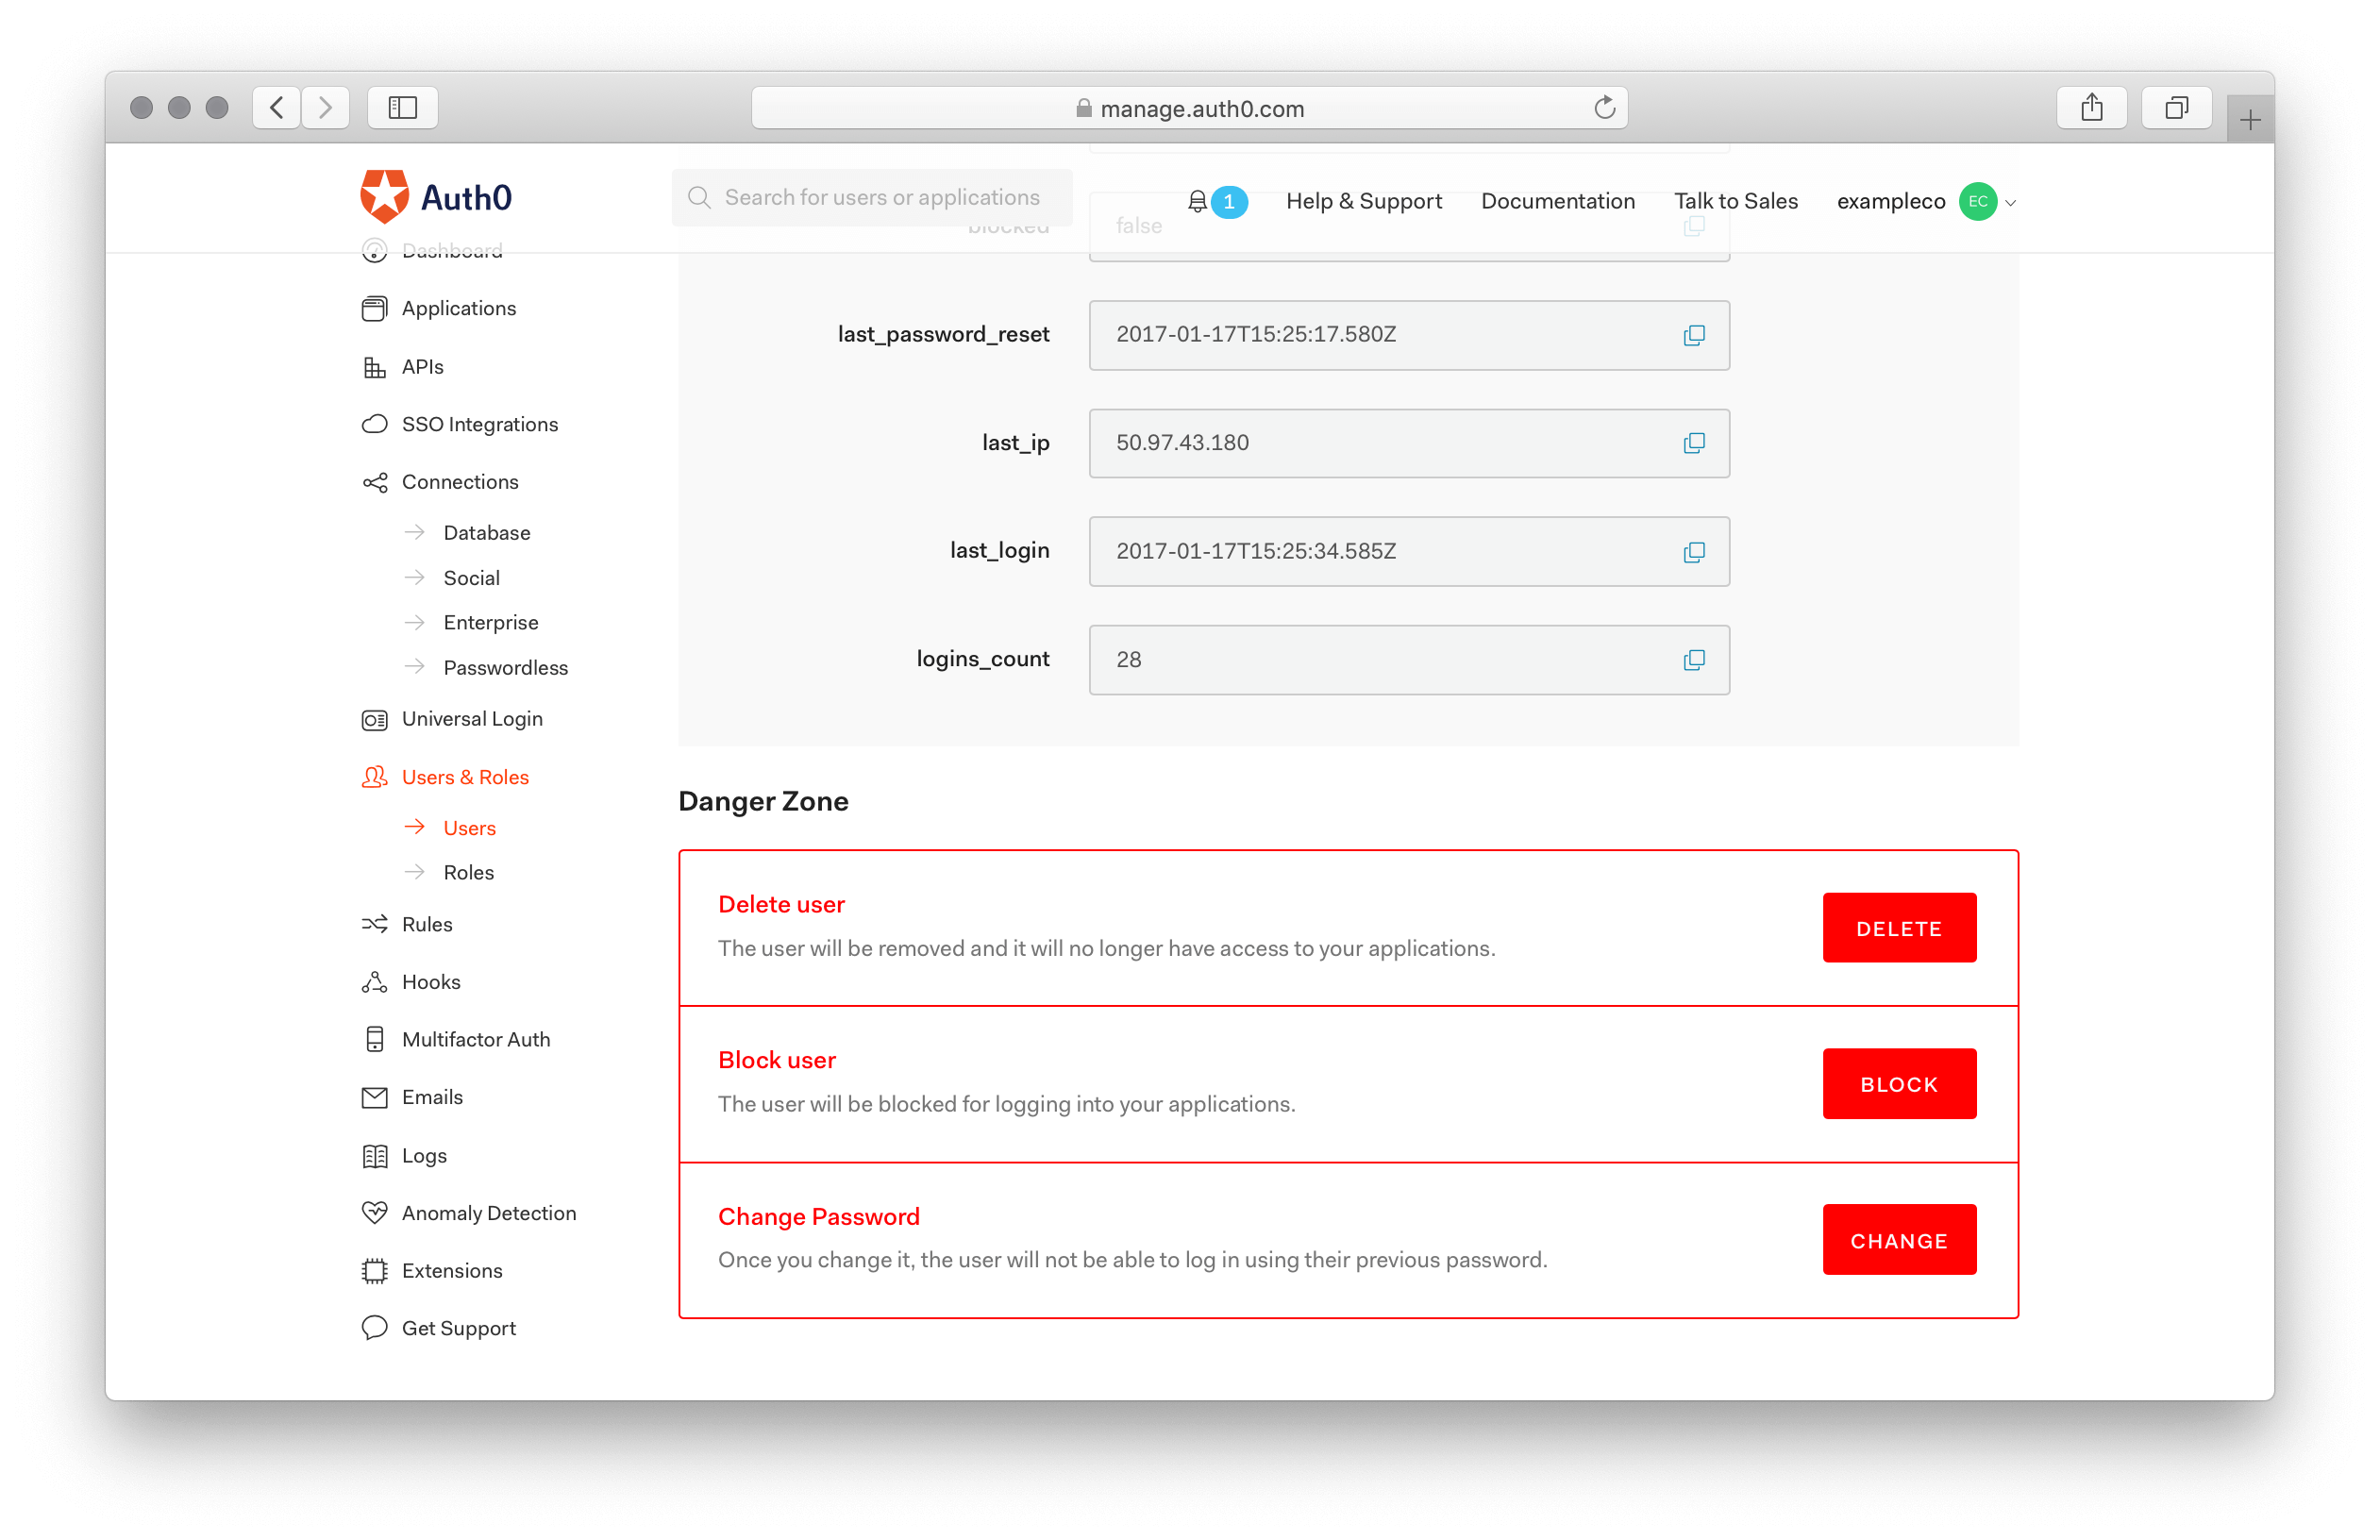 manage.auth0.com
Auth0
Search for users or applications
1
Help & Support
Documentation
Talk to Sales
exampleco
EC
Dashboard
Applications
APIs
SSO Integrations
Connections
Database
Social
Enterprise
Passwordless
Universal Login
Users & Roles
Users
Roles
Rules
Hooks
Multifactor Auth
Emails
Logs
Anomaly Detection
Extensions
Get Support
blocked
false
last_password_reset
2017-01-17T15:25:17.580Z
last_ip
50.97.43.180
last_login
2017-01-17T15:25:34.585Z
logins_count
28
Danger Zone
Delete user
The user will be removed and it will no longer have access to your applications.
DELETE
Block user
The user will be blocked for logging into your applications.
BLOCK
Change Password
Once you change it, the user will not be able to log in using their previous password.
CHANGE